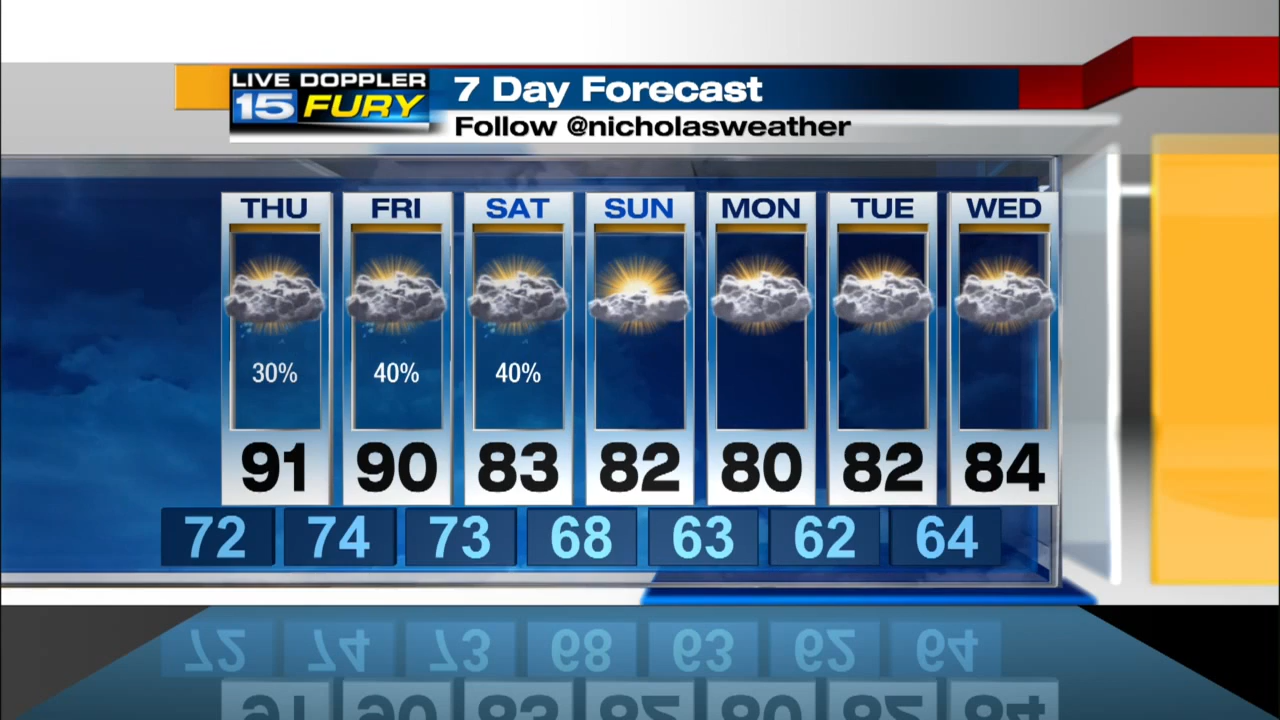 LIVE DOPPLER
15 FURY
7 Day Forecast
Follow @nicholasweather
THU FRI SAT SUN MON TUE WED
30% 40% 40%
91 90 83 82 80 82 84
72 74 73 68 63 62 64